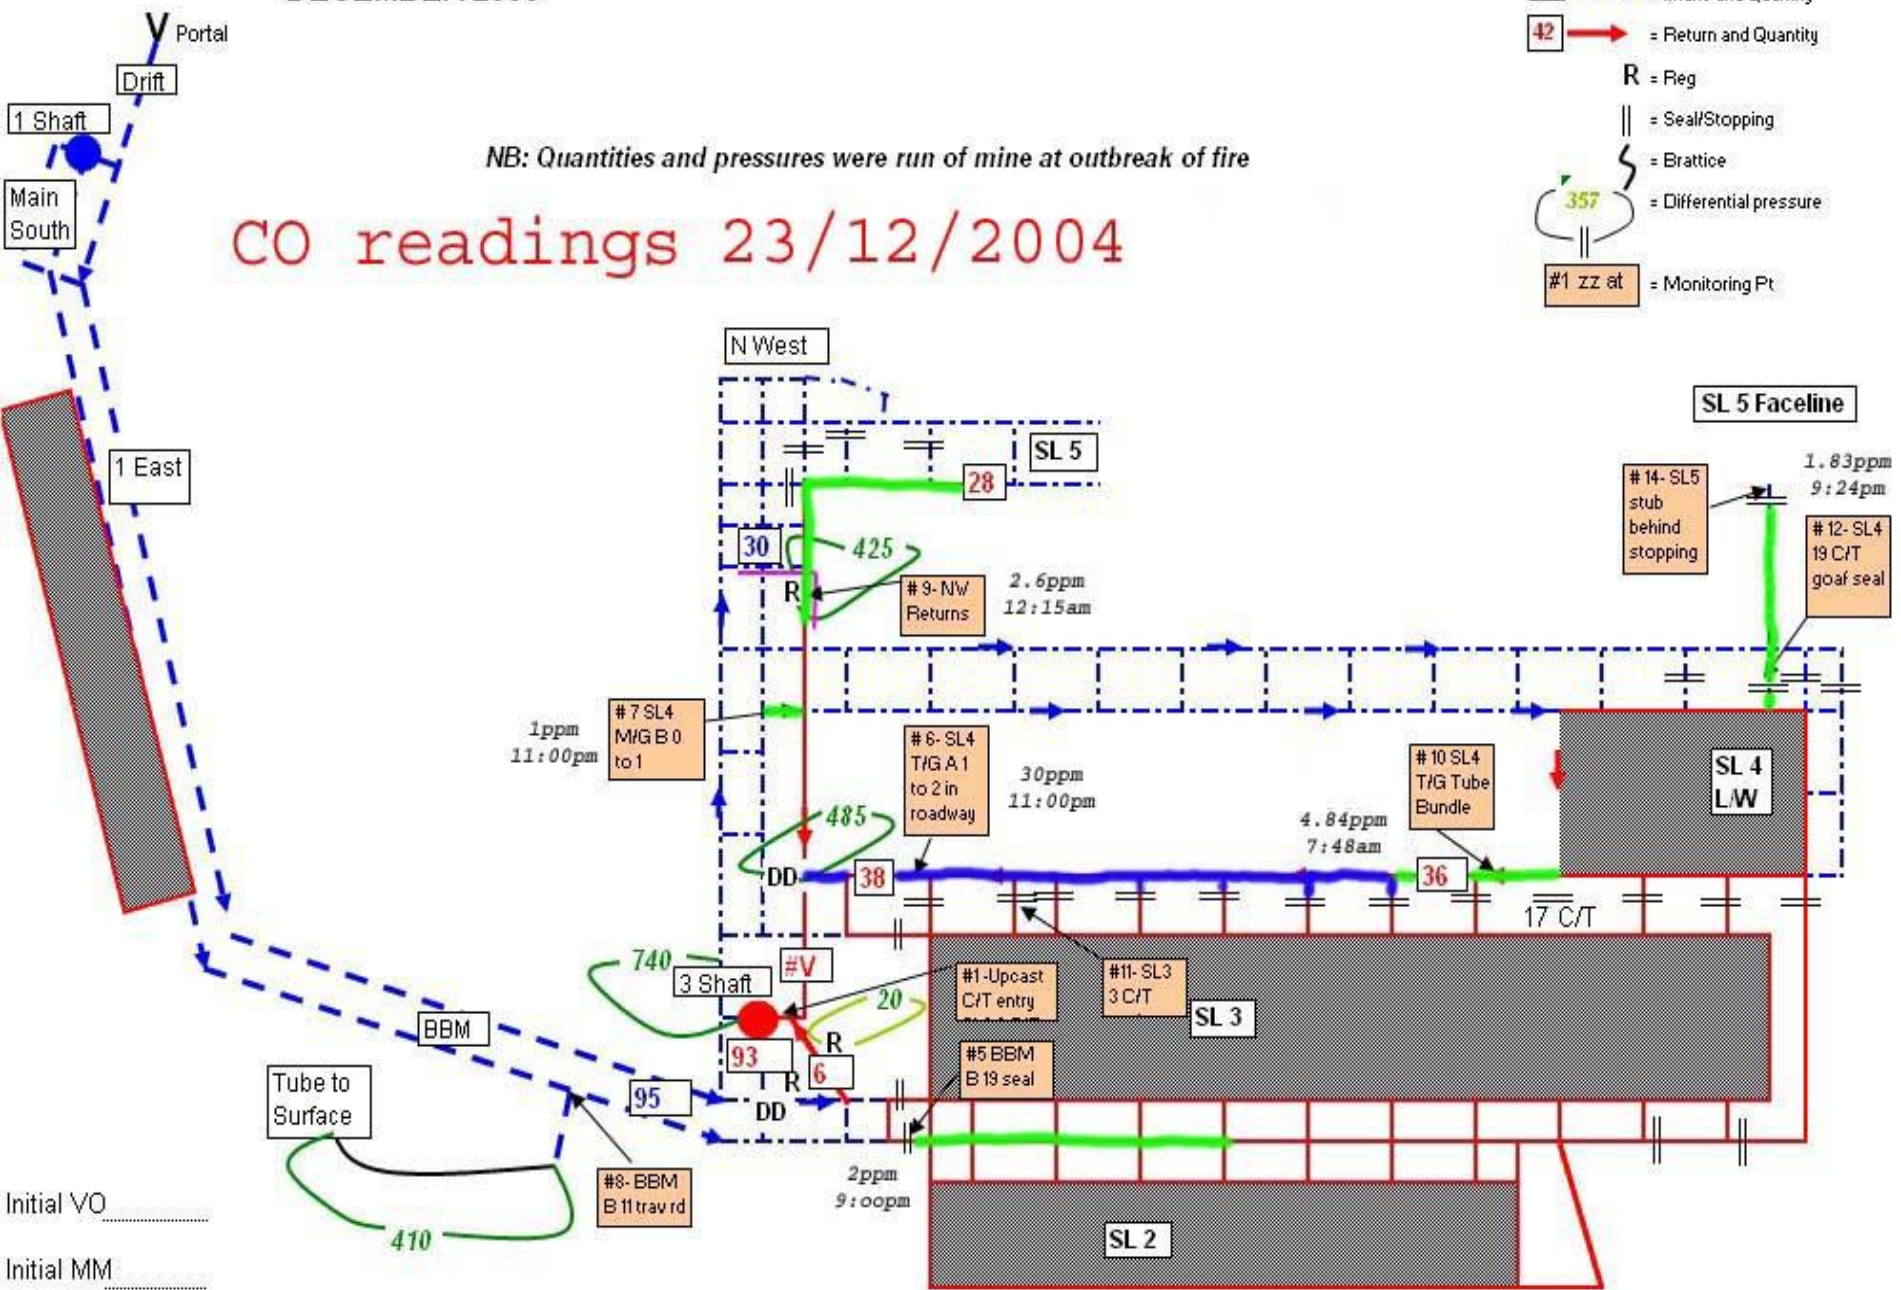 V Portal
Drift
1 Shaft
Main
South
42 = Return and Quantity
R = Reg
= Seal/Stopping
= Brattice
357 = Differential pressure
#1 zz at = Monitoring Pt
NB: Quantities and pressures were run of mine at outbreak of fire
CO readings 23/12/2004
N West
SL 5 Faceline
1 East
SL 5
28
# 14- SL5
stub
behind
stopping
1.83ppm
9:24pm
# 12- SL4
19 C/T
goaf seal
30
425
R
# 9- NW
Returns
2.6ppm
12:15am
1ppm
11:00pm
# 7 SL4
M/G B 0
to 1
# 6- SL4
T/G A 1
to 2 in
roadway
30ppm
11:00pm
# 10 SL4
T/G Tube
Bundle
4.84ppm
7:48am
SL 4
L/W
485
DD
38
36
17 C/T
740
3 Shaft
#V
20
#1-Upcast
C/T entry
#11- SL3
3 C/T
SL 3
BBM
93
R
R
6
#5 BBM
B 19 seal
Tube to
Surface
95
DD
#8- BBM
B 11 trav rd
2ppm
9:oopm
410
SL 2
Initial VO
Initial MM